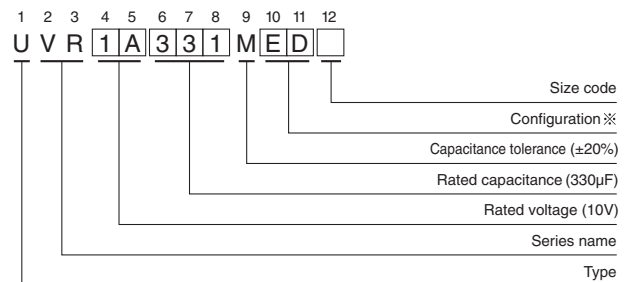 1 2 3 4 5 6 7 8 9 10 11 12
U V R 1 A 3 3 1 M E D
Size code
Configuration※
Capacitance tolerance (±20%)
Rated capacitance (330µF)
Rated voltage (10V)
Series name
Type